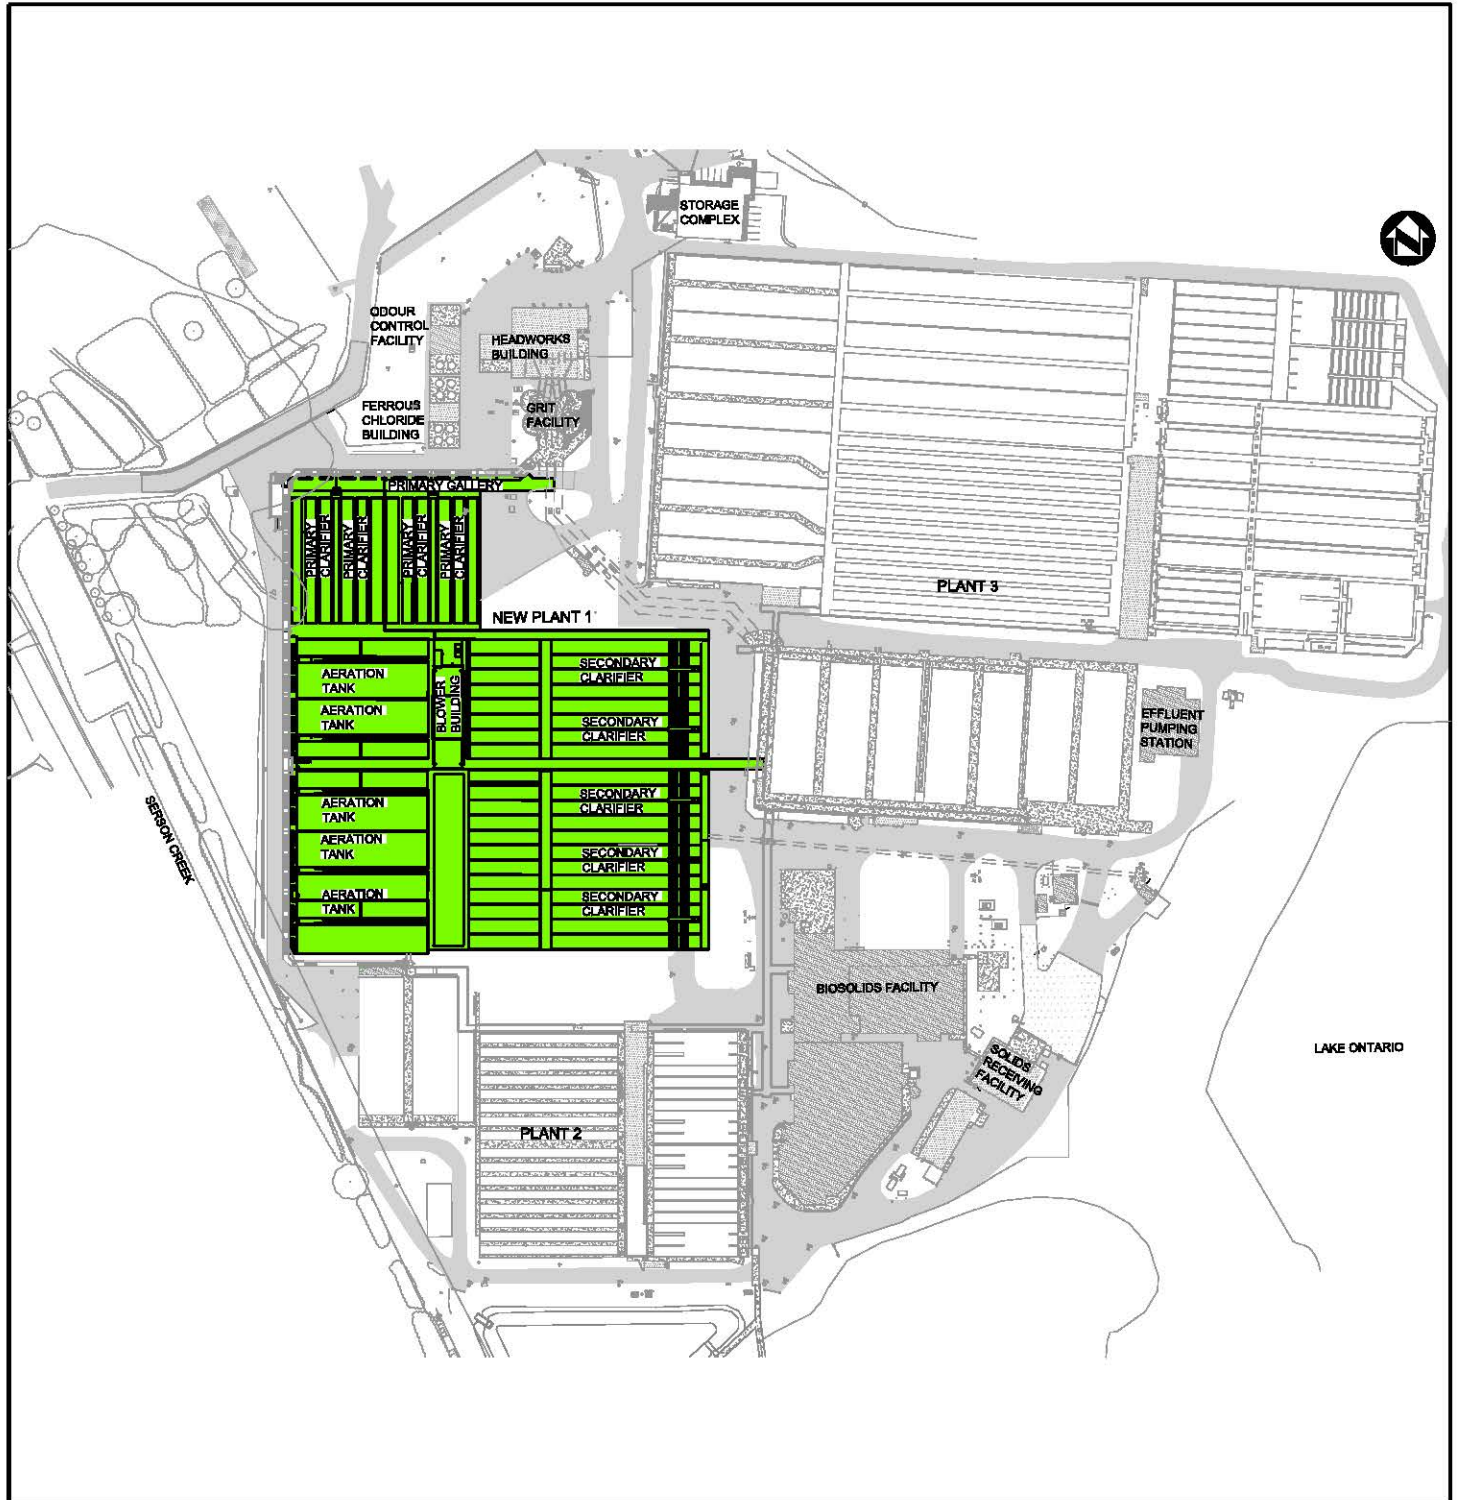 STORAGE
COMPLEX
N
ODOUR
CONTROL
FACILITY
HEADWORKS
BUILDING
FERROUS
CHLORIDE
BUILDING
GRIT
FACILITY
PRIMARY GALLERY
PRIMARY
CLARIFIER
PRIMARY
CLARIFIER
PRIMARY
CLARIFIER
PRIMARY
CLARIFIER
PLANT 3
NEW PLANT 1
AERATION
TANK
AERATION
TANK
BLOWER
BUILDING
SECONDARY
CLARIFIER
SECONDARY
CLARIFIER
EFFLUENT
PUMPING
STATION
SERSON CREEK
AERATION
TANK
AERATION
TANK
AERATION
TANK
SECONDARY
CLARIFIER
SECONDARY
CLARIFIER
SECONDARY
CLARIFIER
BIOSOLIDS FACILITY
SOLIDS
RECEIVING
FACILITY
LAKE ONTARIO
PLANT 2